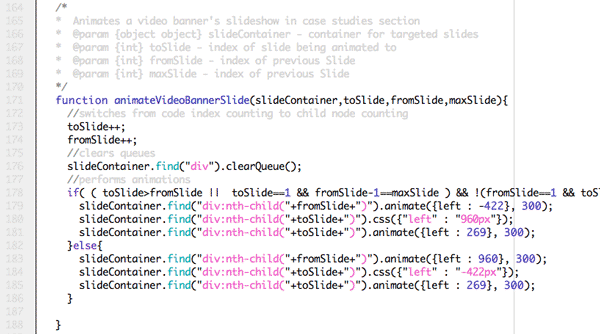 164 /*
165 * Animates a video banner's slideshow in case studies section
166 * @param {object object} slideContainer - container for targeted slides
167 * @param {int} toSlide - index of slide being animated to
168 * @param {int} fromSlide - index of previous Slide
169 * @param {int} maxSlide - index of previous Slide
170 */
171 function animateVideoBannerSlide(slideContainer,toSlide,fromSlide,maxSlide){
172 //switches from code index counting to child node counting
173 toSlide++;
174 fromSlide++;
175 //clears queues
176 slideContainer.find("div").clearQueue();
177 //performs animations
178 if( ( toSlide>fromSlide || toSlide==1 && fromSlide-1==maxSlide ) && !(fromSlide==1 && toSl
179 slideContainer.find("div:nth-child("+fromSlide+")").animate({left : -422}, 300);
180 slideContainer.find("div:nth-child("+toSlide+")").css({"left" : "960px"});
181 slideContainer.find("div:nth-child("+toSlide+")").animate({left : 269}, 300);
182 }else{
183 slideContainer.find("div:nth-child("+fromSlide+")").animate({left : 960}, 300);
184 slideContainer.find("div:nth-child("+toSlide+")").css({"left" : "-422px"});
185 slideContainer.find("div:nth-child("+toSlide+")").animate({left : 269}, 300);
186 }
187
188 }